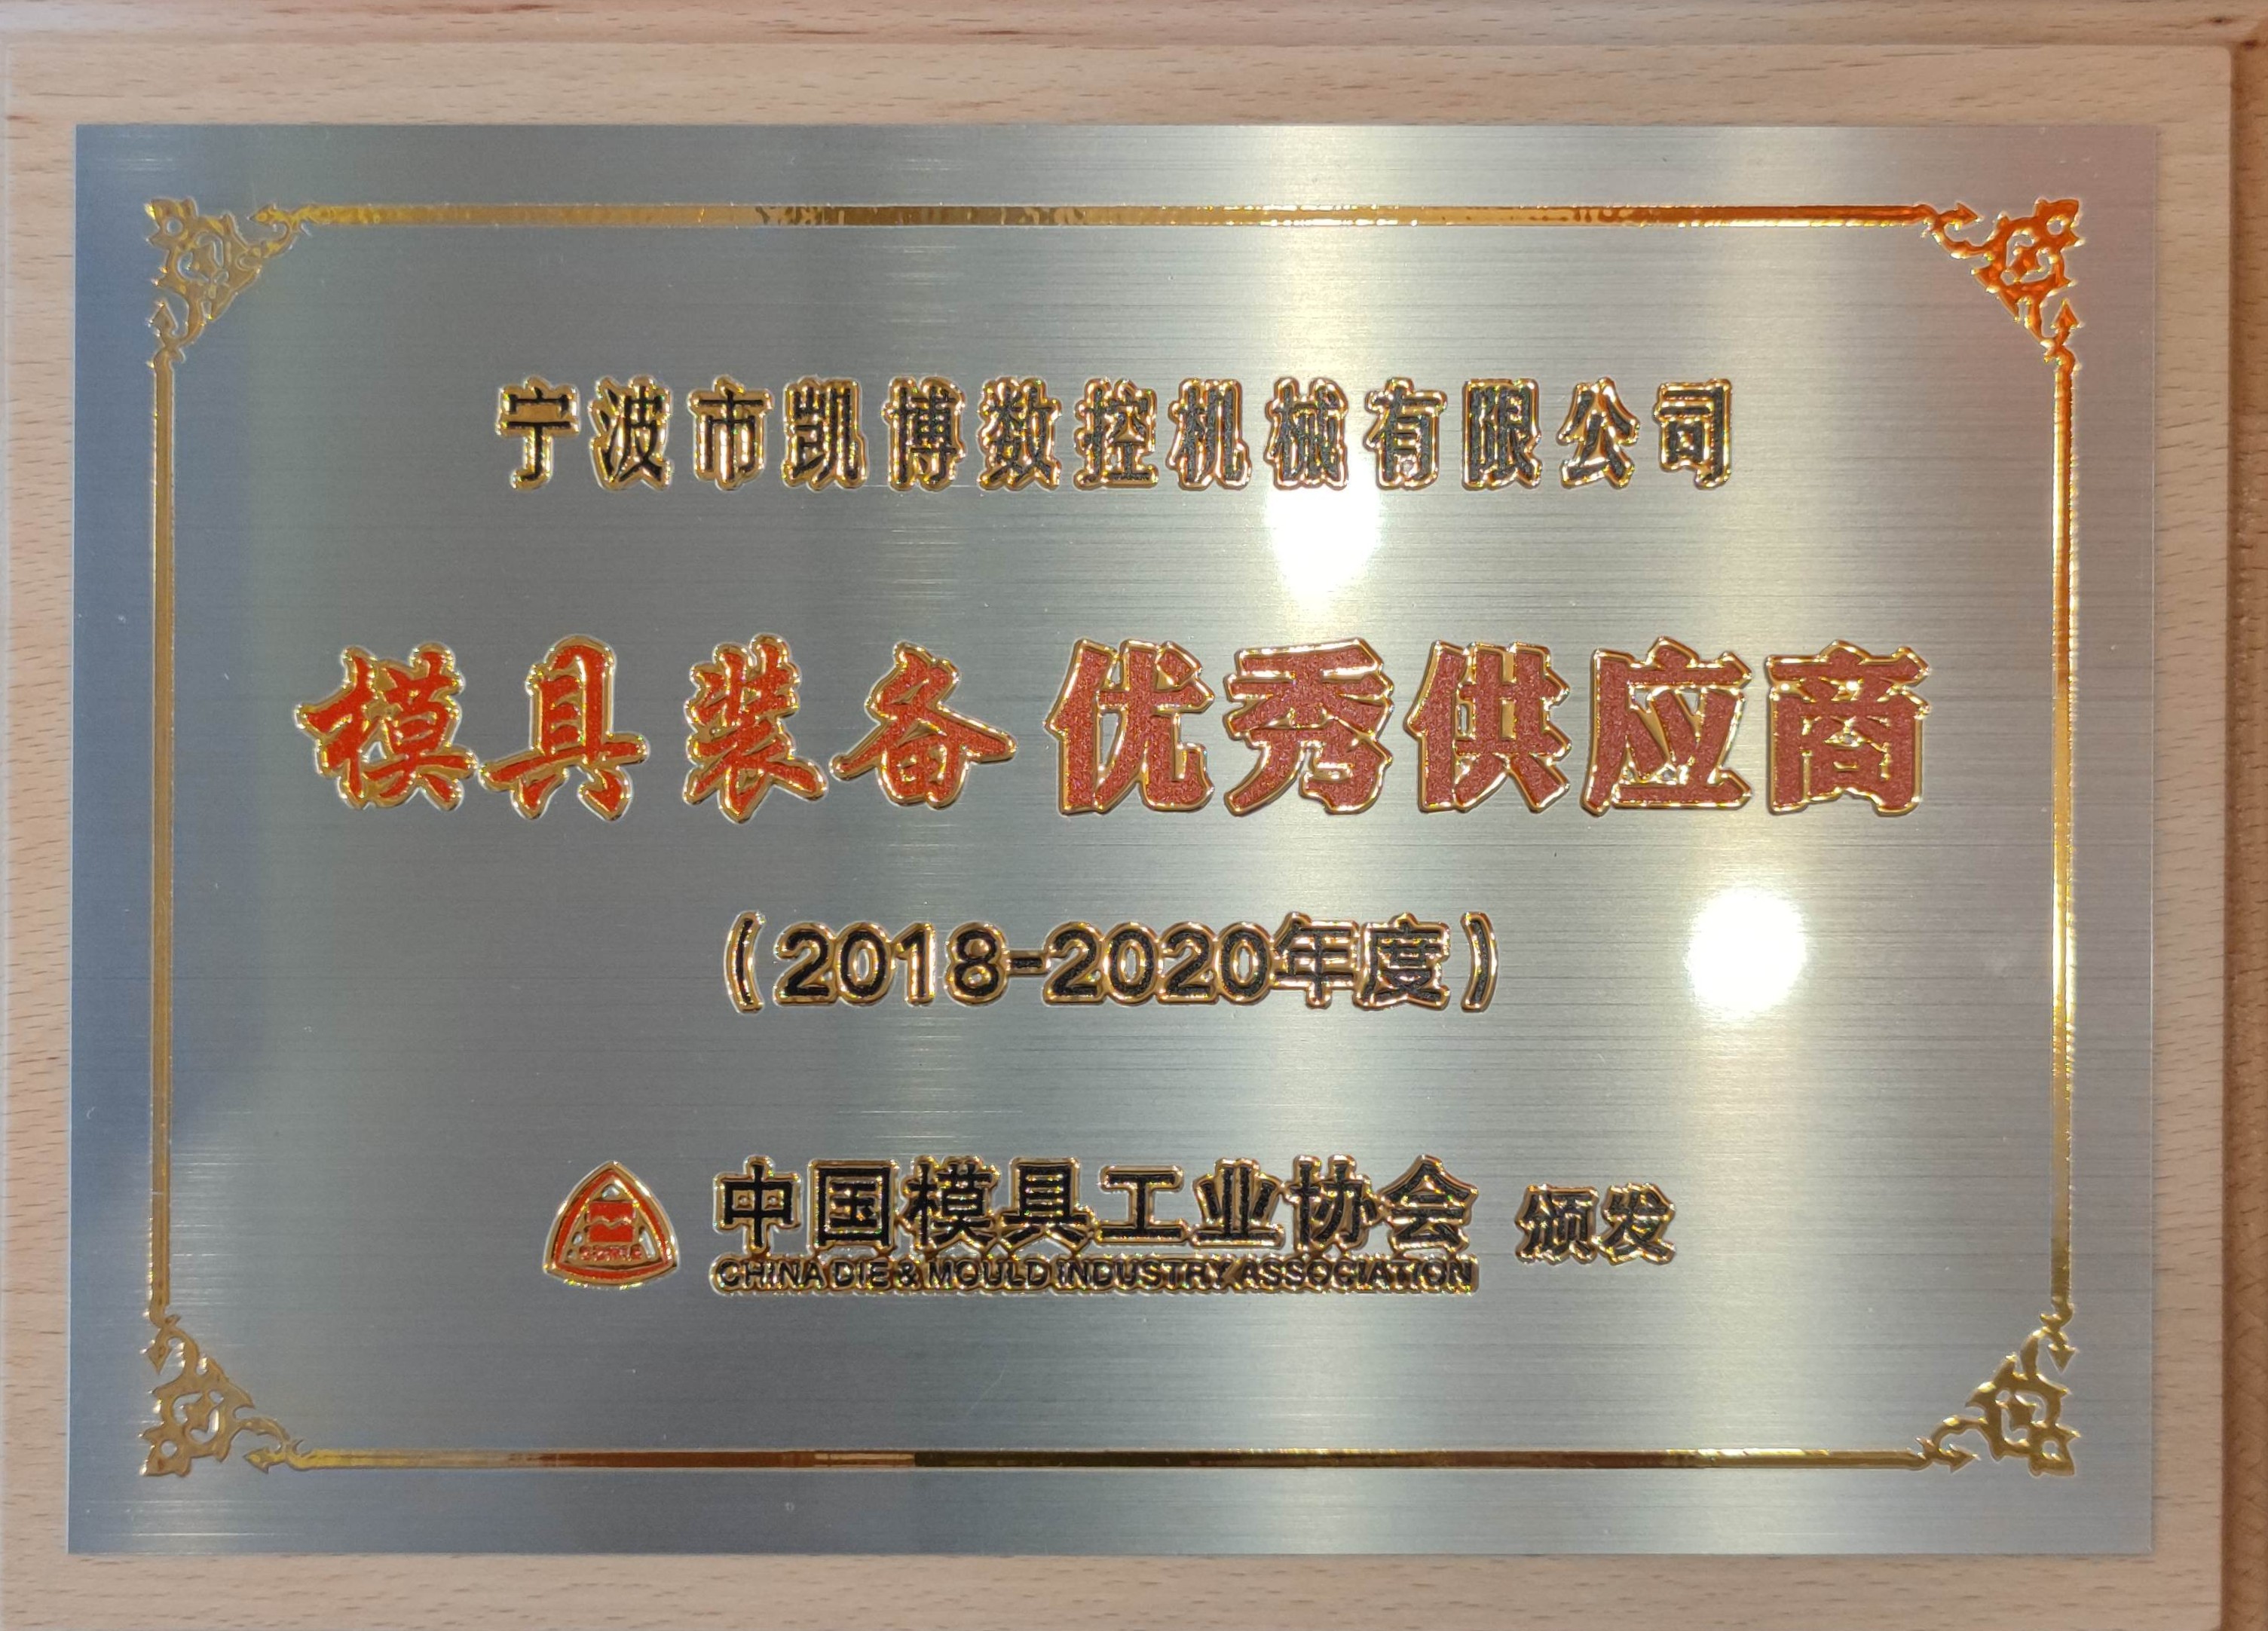 宁波市凯博数控机械有限公司
模具装备 优秀供应商
（2018-2020年度）
中国模具工业协会 颁发
CHINA DIE & MOULD INDUSTRY ASSOCIATION